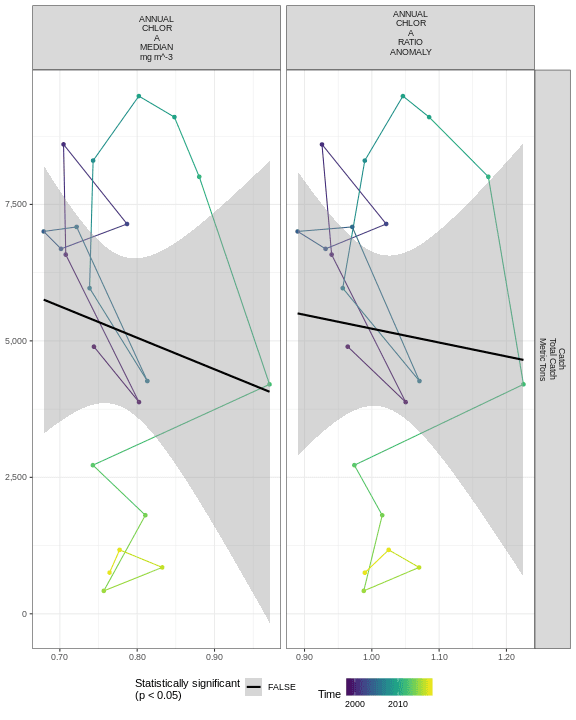 ANNUAL
CHLOR
A
MEDIAN
mg m^-3
ANNUAL
CHLOR
A
RATIO
ANOMALY
7,500
5,000
2,500
0
Catch
Total Catch
Metric Tons
0.70
0.80
0.90
0.90
1.00
1.10
1.20
Statistically significant
(p < 0.05)
FALSE
Time
2000
2010